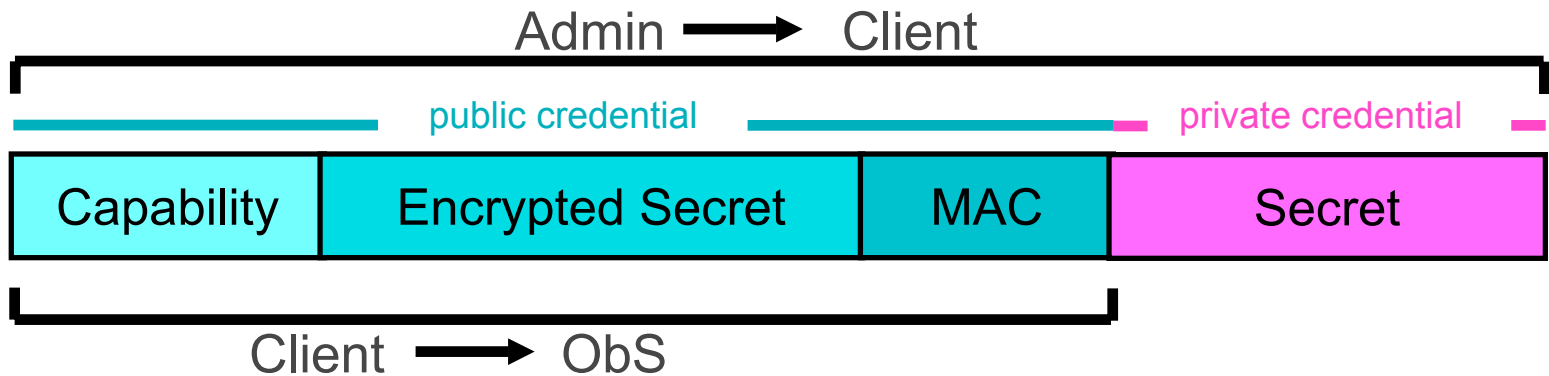 Admin → Client
public credential private credential
Capability Encrypted Secret MAC Secret
Client → ObS